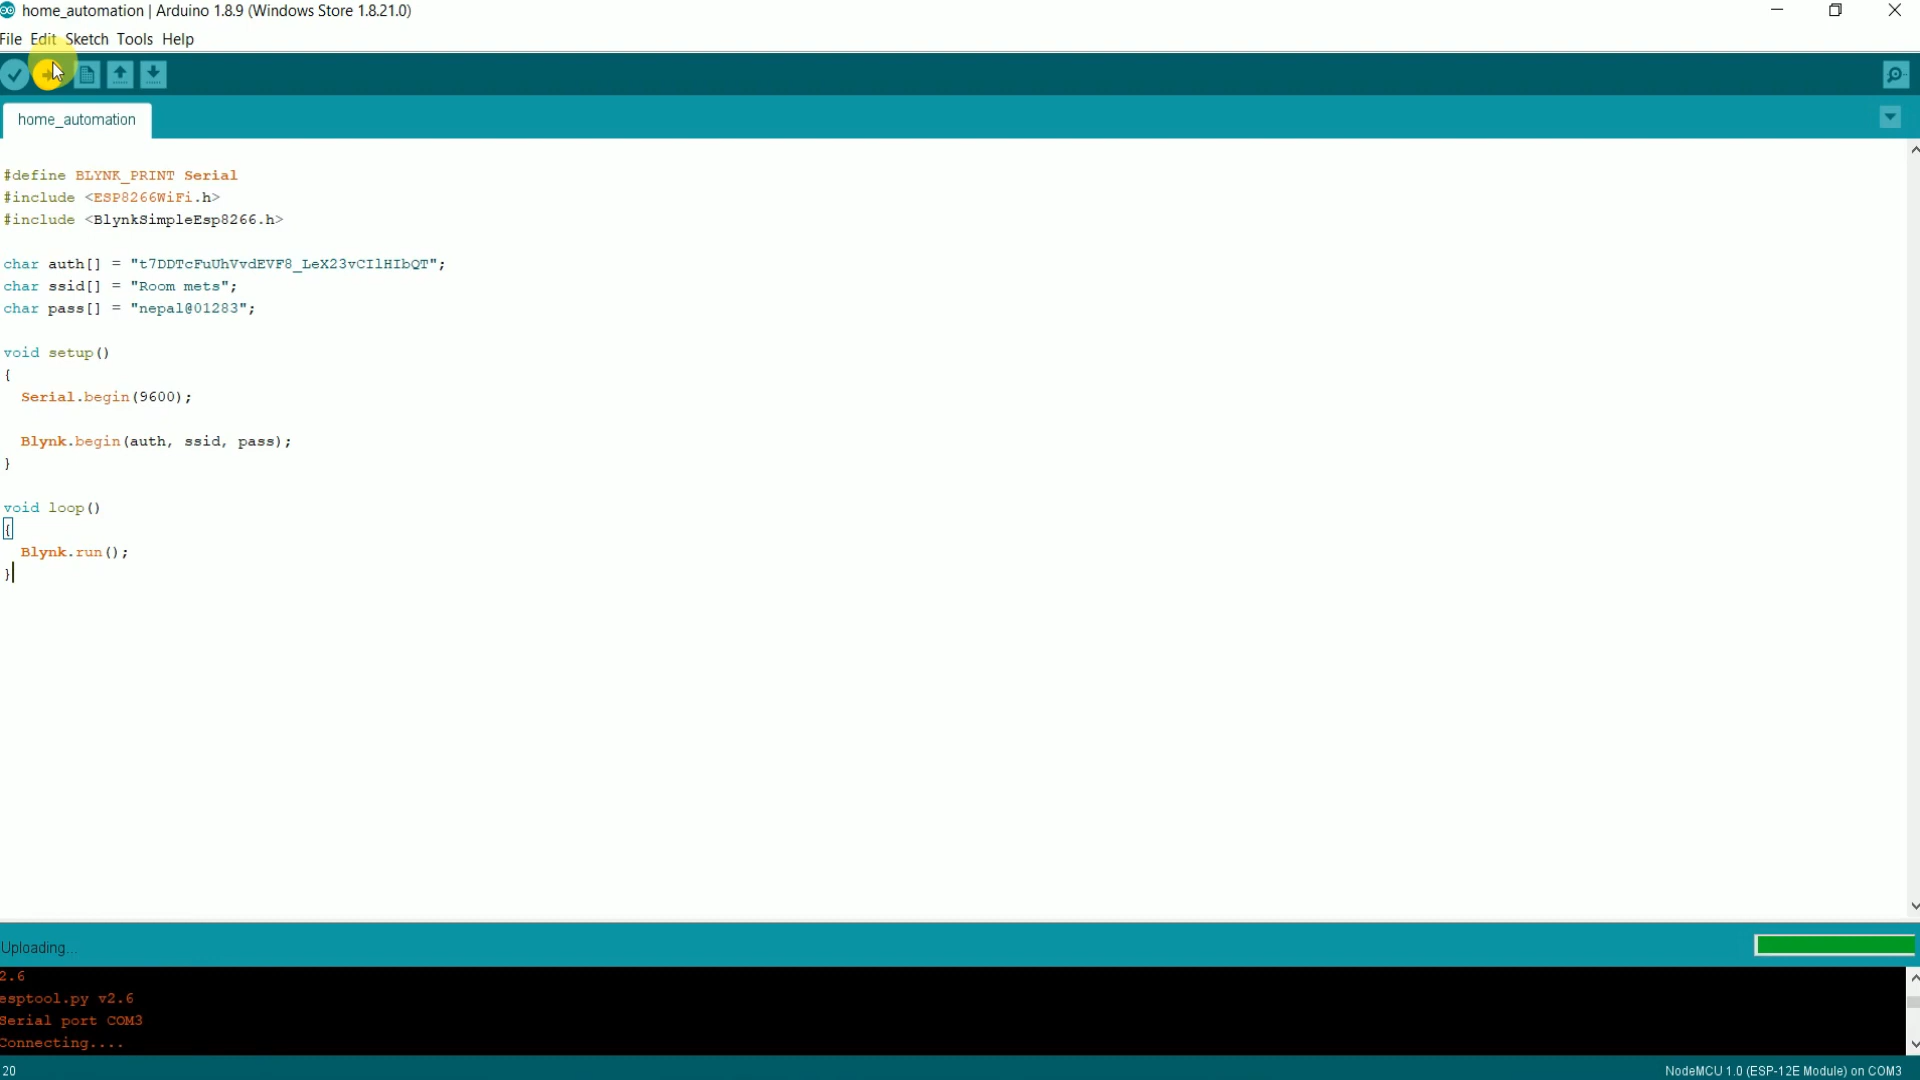 home_automation | Arduino 1.8.9 (Windows Store 1.8.21.0)
File Edit Sketch Tools Help
home_automation
#define BLYNK_PRINT Serial
#include <ESP8266WiFi.h>
#include <BlynkSimpleEsp8266.h>
char auth[] = "t7DDTcFuUhVvdEVF8_LeX23vCIlHIbQT";
char ssid[] = "Room mets";
char pass[] = "nepal@01283";
void setup()
{
Serial.begin(9600);
Blynk.begin(auth, ssid, pass);
}
void loop()
{
Blynk.run();
}
Uploading...
2.6
esptool.py v2.6
Serial port COM3
Connecting....
20
NodeMCU 1.0 (ESP-12E Module) on COM3